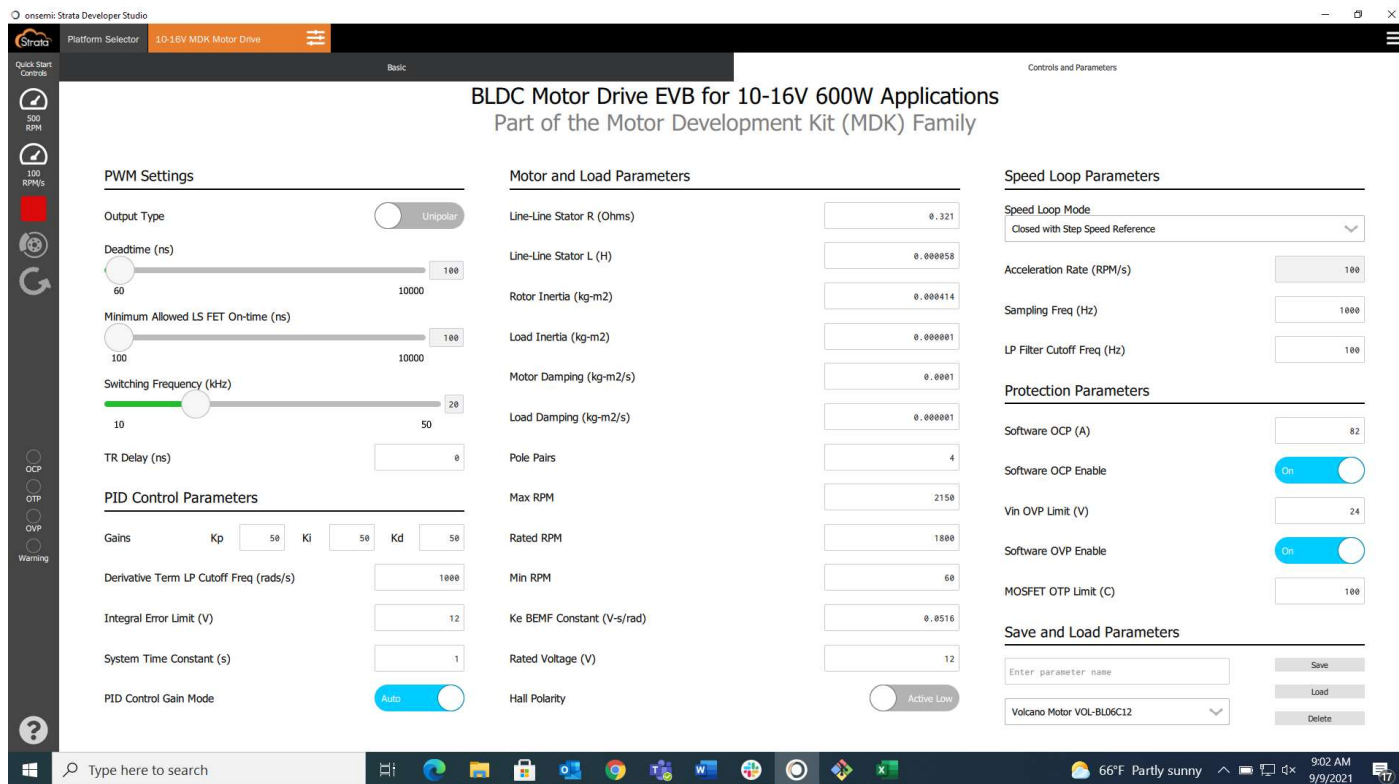 onsemi: Strata Developer Studio
Strata
Platform Selector
10-16V MDK Motor Drive
Quick Start
Controls
500
RPM
100
RPM/s
OCP
OTP
OVP
Warning
Basic
Controls and Parameters
BLDC Motor Drive EVB for 10-16V 600W Applications
Part of the Motor Development Kit (MDK) Family
PWM Settings
Output Type Unipolar
Deadtime (ns)
100
60 10000
Minimum Allowed LS FET On-time (ns)
100
100 10000
Switching Frequency (kHz)
20
10 50
TR Delay (ns) 0
PID Control Parameters
Gains Kp 50 Ki 50 Kd 50
Derivative Term LP Cutoff Freq (rads/s) 1000
Integral Error Limit (V) 12
System Time Constant (s) 1
PID Control Gain Mode Auto
Motor and Load Parameters
Line-Line Stator R (Ohms) 0.321
Line-Line Stator L (H) 0.000058
Rotor Inertia (kg-m2) 0.000414
Load Inertia (kg-m2) 0.000001
Motor Damping (kg-m2/s) 0.0001
Load Damping (kg-m2/s) 0.000001
Pole Pairs 4
Max RPM 2150
Rated RPM 1800
Min RPM 60
Ke BEMF Constant (V-s/rad) 0.0516
Rated Voltage (V) 12
Hall Polarity Active Low
Speed Loop Parameters
Speed Loop Mode
Closed with Step Speed Reference
Acceleration Rate (RPM/s) 100
Sampling Freq (Hz) 1000
LP Filter Cutoff Freq (Hz) 100
Protection Parameters
Software OCP (A) 82
Software OCP Enable On
Vin OVP Limit (V) 24
Software OVP Enable On
MOSFET OTP Limit (C) 100
Save and Load Parameters
Enter parameter name Save
Load
Volcano Motor VOL-BL06C12
Delete
Type here to search
66°F Partly sunny
9:02 AM
9/9/2021
17